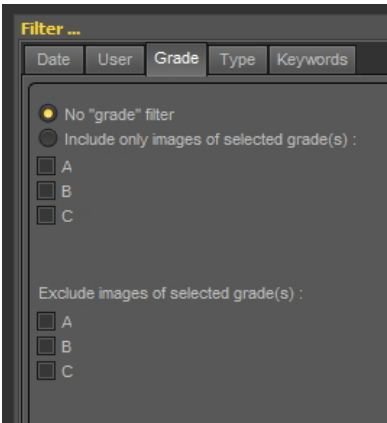 Filter ...
Date User Grade Type Keywords
No "grade" filter
Include only images of selected grade(s) :
A
B
C
Exclude images of selected grade(s) :
A
B
C